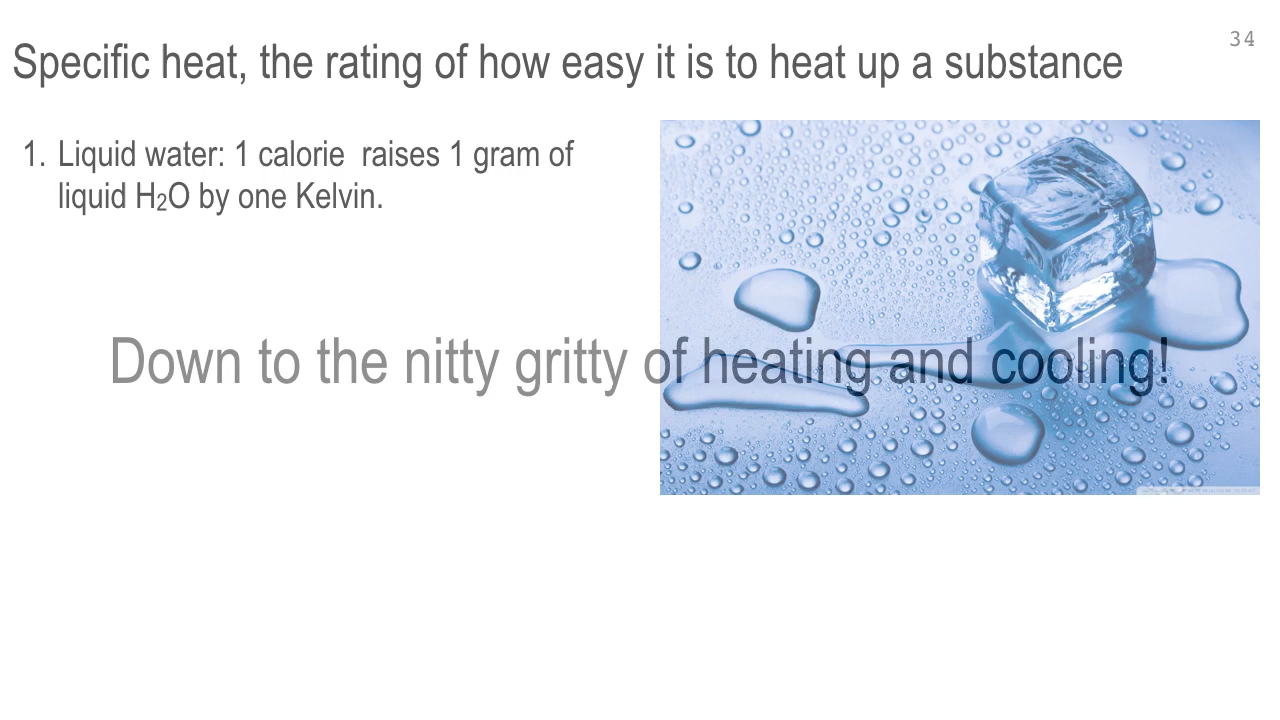 34
Specific heat, the rating of how easy it is to heat up a substance
1. Liquid water: 1 calorie  raises 1 gram of
liquid H₂O by one Kelvin.
Down to the nitty gritty of heating and cooling!